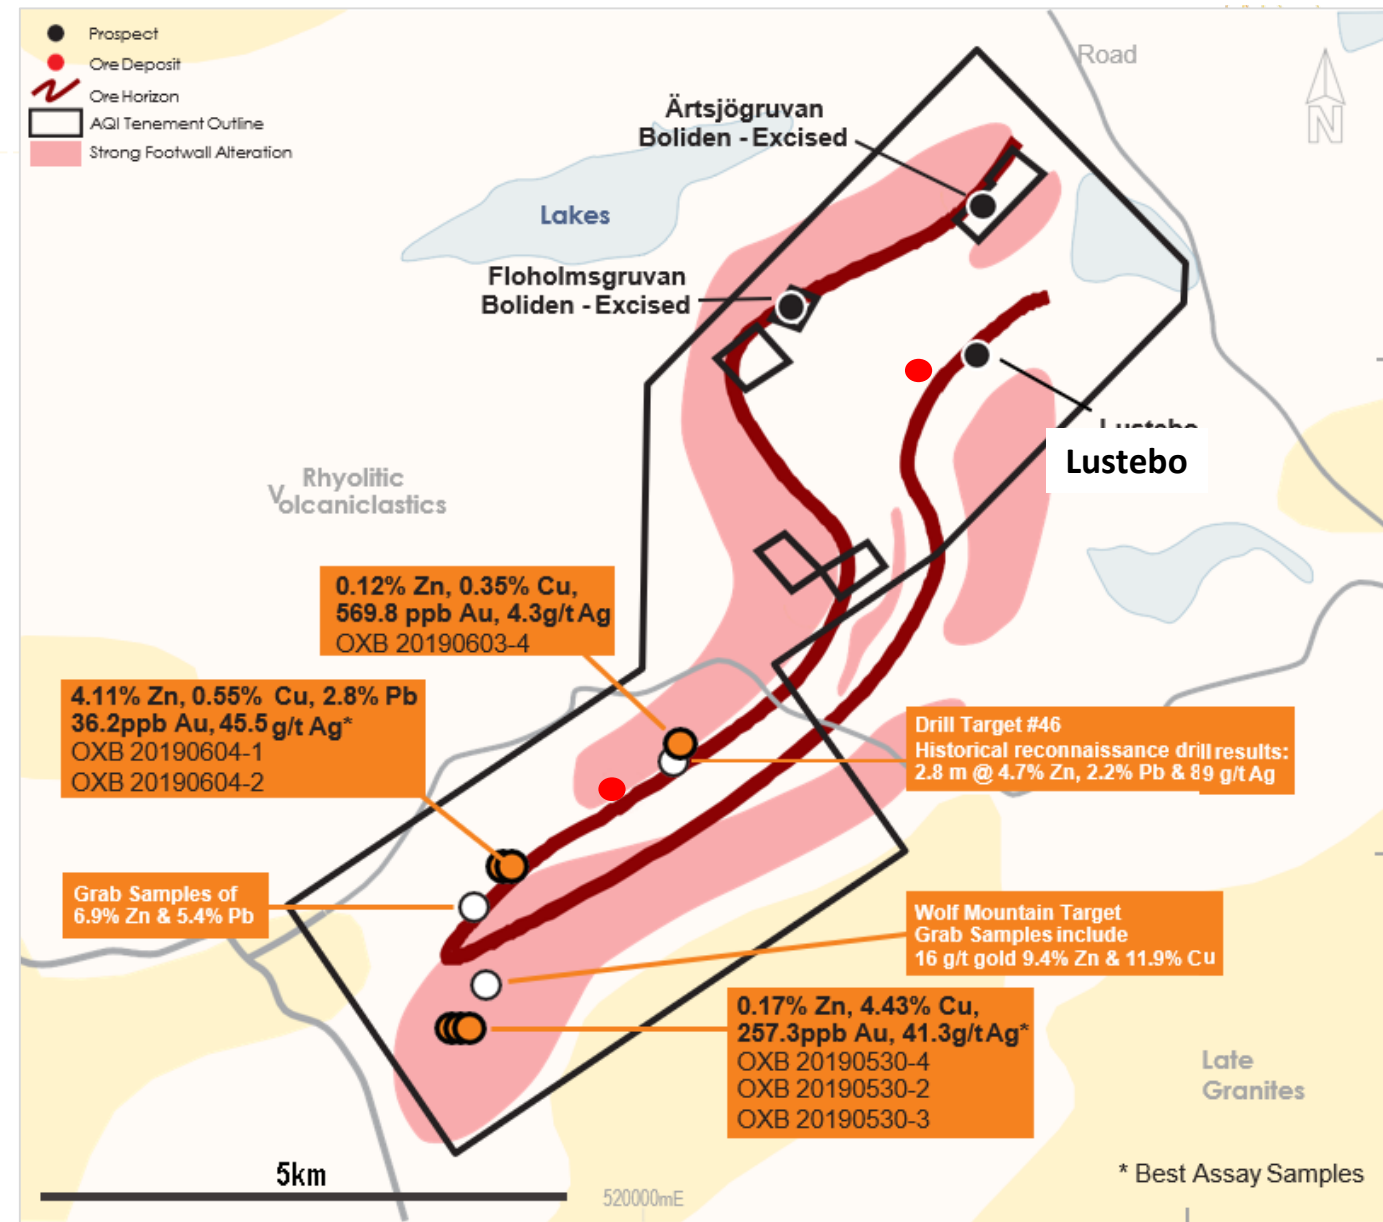 Prospect
Ore Deposit
Ore Horizon
AQI Tenement Outline
Strong Footwall Alteration
Road
N
Ärtsjögruvan
Boliden - Excised
Lakes
Floholmsgruvan
Boliden - Excised
Lustebo
Lustebo
Rhyolitic
Volcaniclastics
0.12% Zn, 0.35% Cu,
569.8 ppb Au, 4.3g/t Ag
OXB 20190603-4
4.11% Zn, 0.55% Cu, 2.8% Pb
36.2ppb Au, 45.5 g/t Ag*
OXB 20190604-1
OXB 20190604-2
Drill Target #46
Historical reconnaissance drill results:
2.8 m @ 4.7% Zn, 2.2% Pb & 89 g/t Ag
Grab Samples of
6.9% Zn & 5.4% Pb
Wolf Mountain Target
Grab Samples include
16 g/t gold 9.4% Zn & 11.9% Cu
0.17% Zn, 4.43% Cu,
257.3ppb Au, 41.3g/t Ag*
OXB 20190530-4
OXB 20190530-2
OXB 20190530-3
Late
Granites
5km
520000mE
* Best Assay Samples